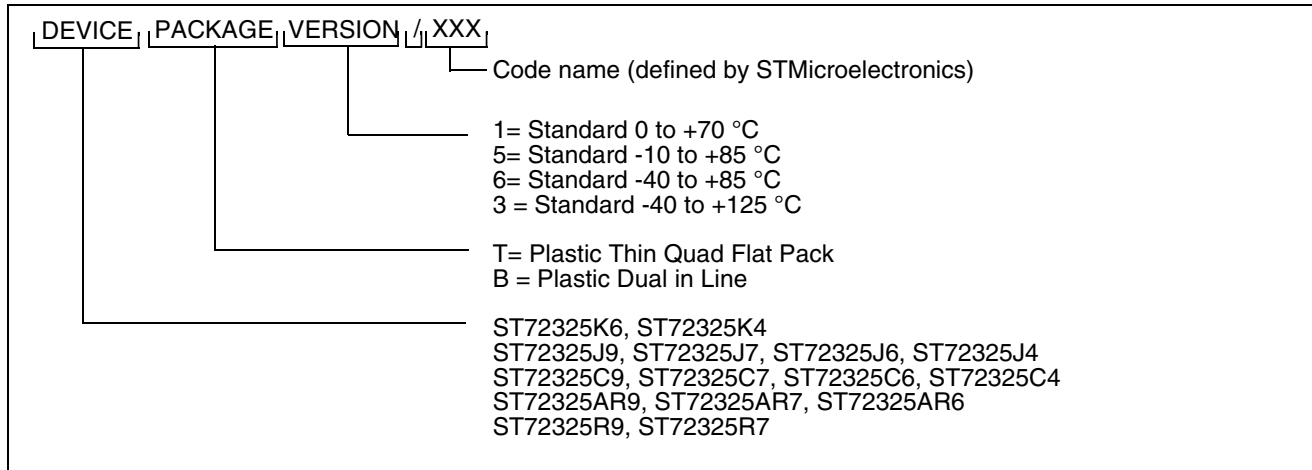 DEVICE PACKAGE VERSION / XXX
Code name (defined by STMicroelectronics)
1= Standard 0 to +70 °C
5= Standard -10 to +85 °C
6= Standard -40 to +85 °C
3 = Standard -40 to +125 °C
T= Plastic Thin Quad Flat Pack
B = Plastic Dual in Line
ST72325K6, ST72325K4
ST72325J9, ST72325J7, ST72325J6, ST72325J4
ST72325C9, ST72325C7, ST72325C6, ST72325C4
ST72325AR9, ST72325AR7, ST72325AR6
ST72325R9, ST72325R7